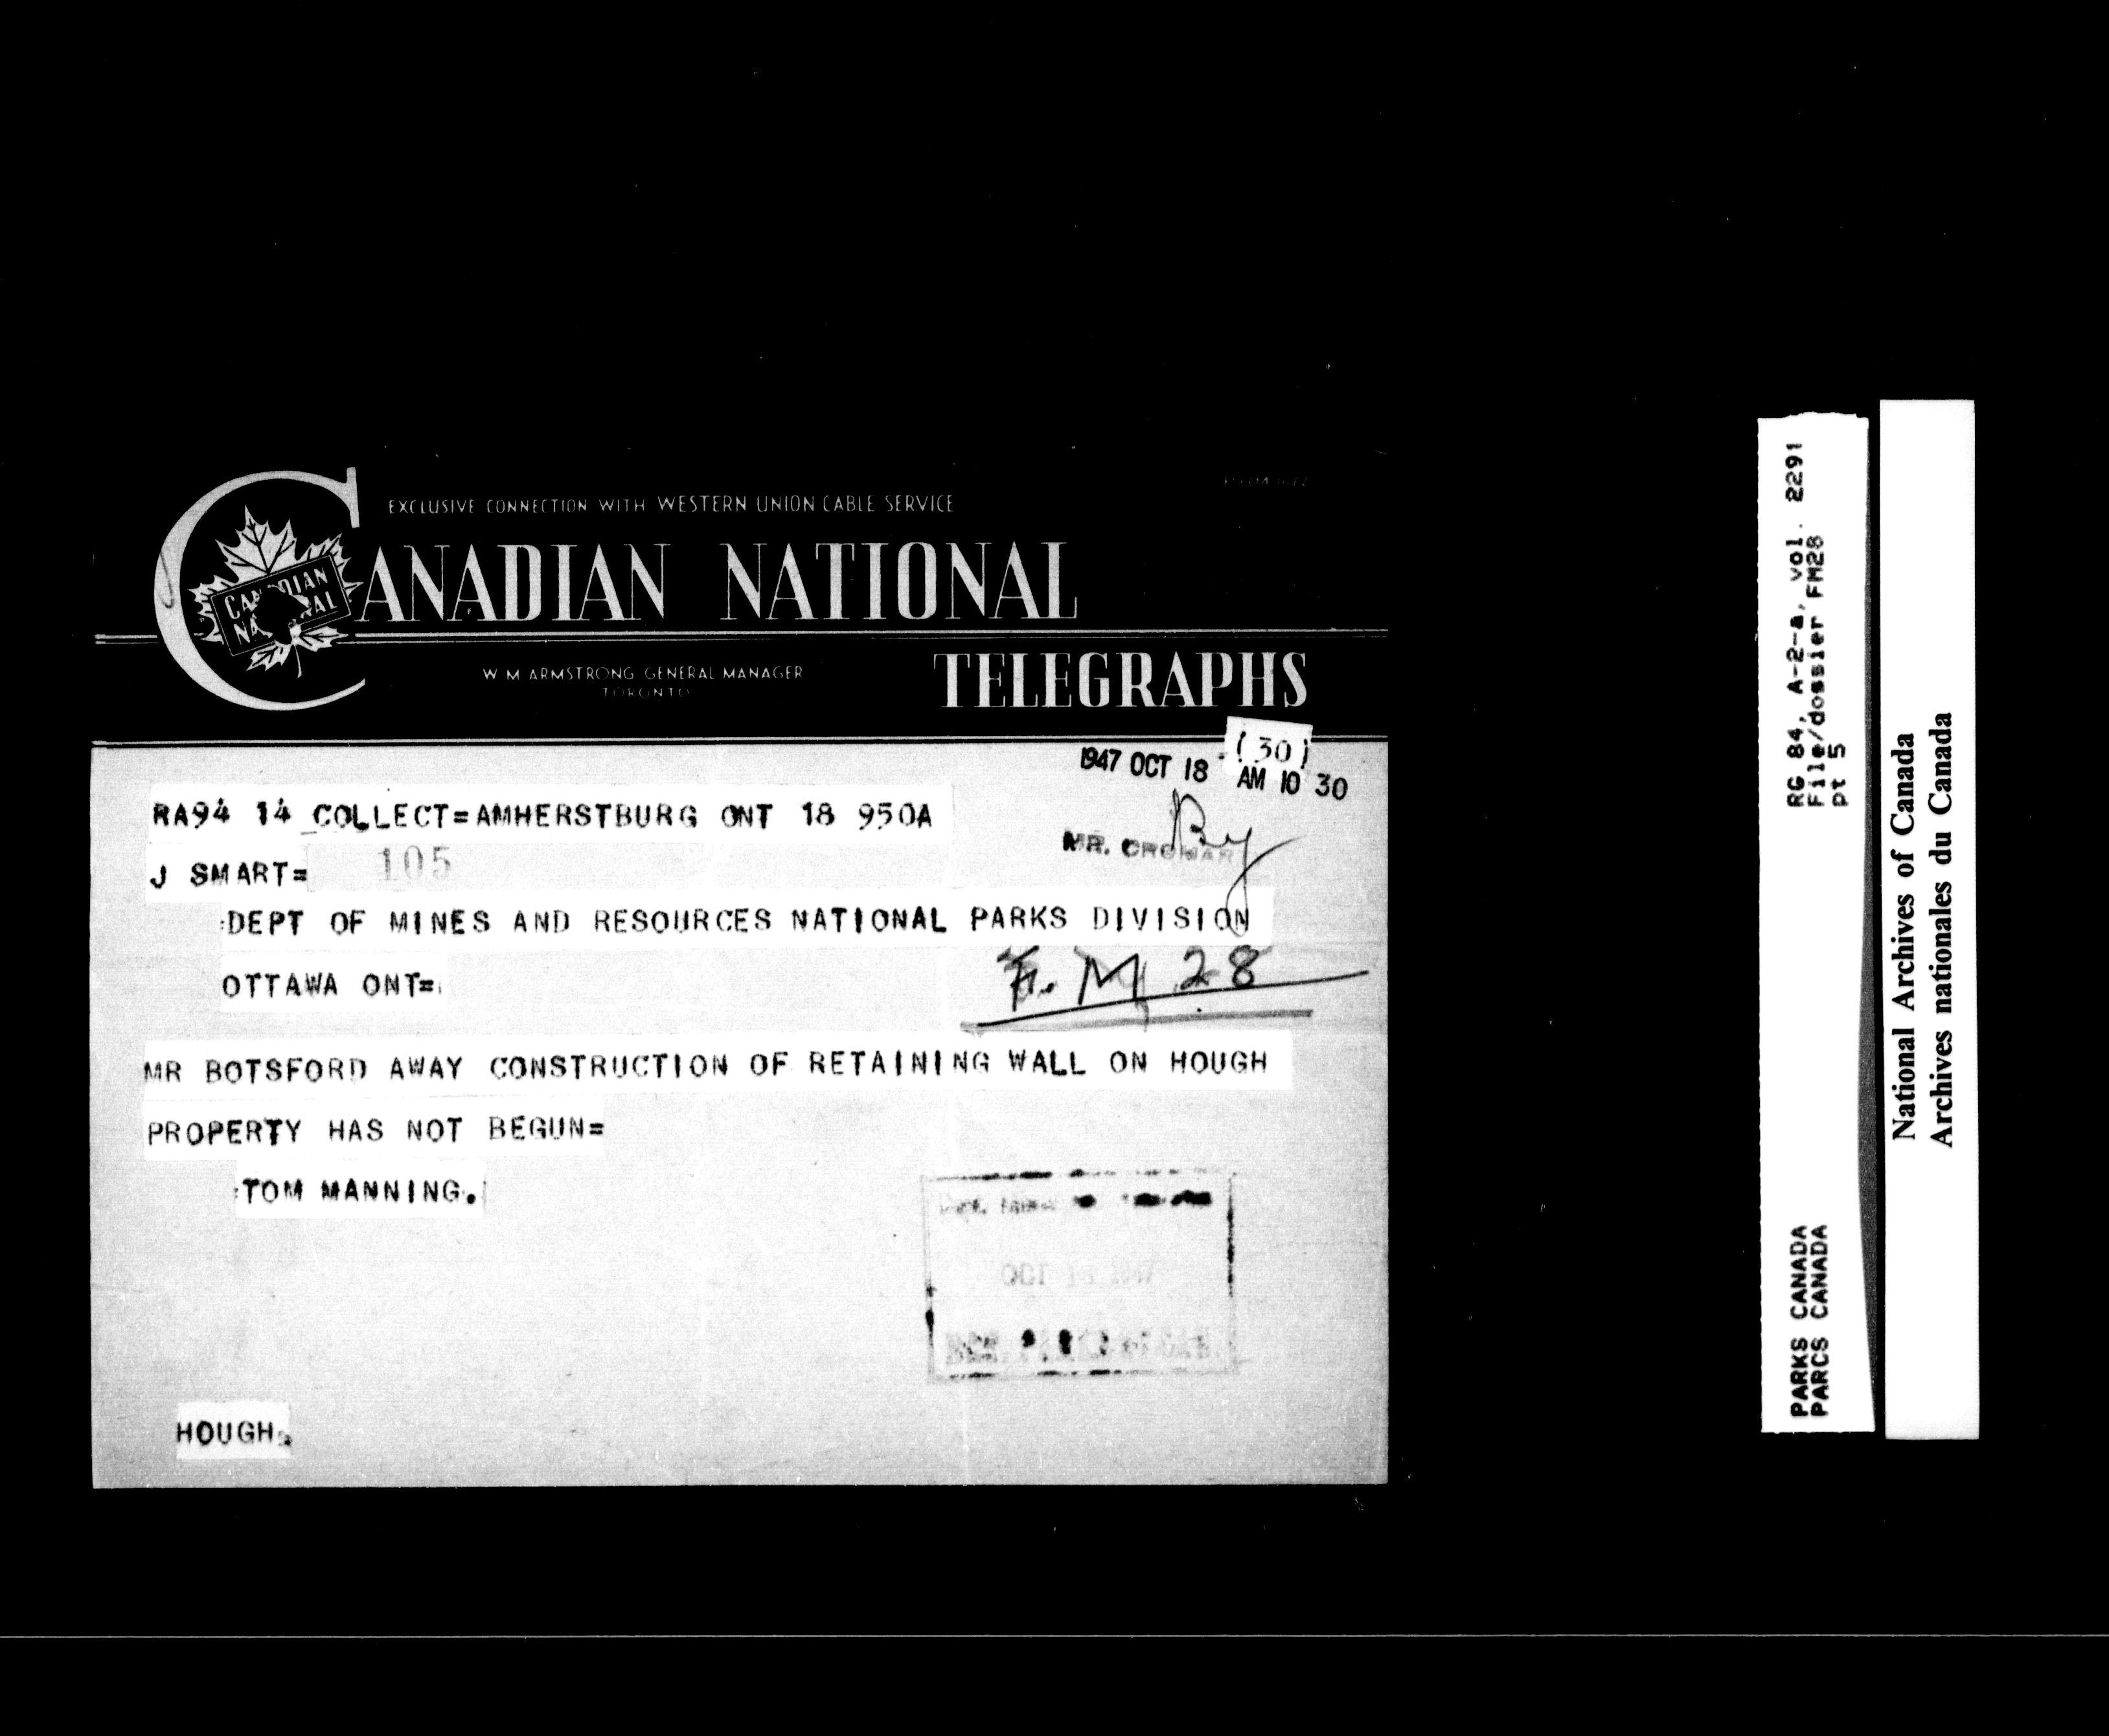 EXCLUSIVE CONNECTION WITH WESTERN UNION CABLE SERVICE
CANADIAN NATIONAL
CANADIAN
NATIONAL
W M ARMSTRONG GENERAL MANAGER
TORONTO
TELEGRAPHS
(30)
1947 OCT 18 AM 10 30
RA94 14 COLLECT=AMHERSTBURG ONT 18 950A
MR.
J SMART= 105
:DEPT OF MINES AND RESOURCES NATIONAL PARKS DIVISION
OTTAWA ONT=
F. M 28
MR BOTSFORD AWAY CONSTRUCTION OF RETAINING WALL ON HOUGH
PROPERTY HAS NOT BEGUN=
:TOM MANNING.
OCT
HOUGH.
RG 84, A-2-a, vol. 2291
File/dossier FM28
pt 5
PARKS CANADA
PARCS CANADA
National Archives of Canada
Archives nationales du Canada